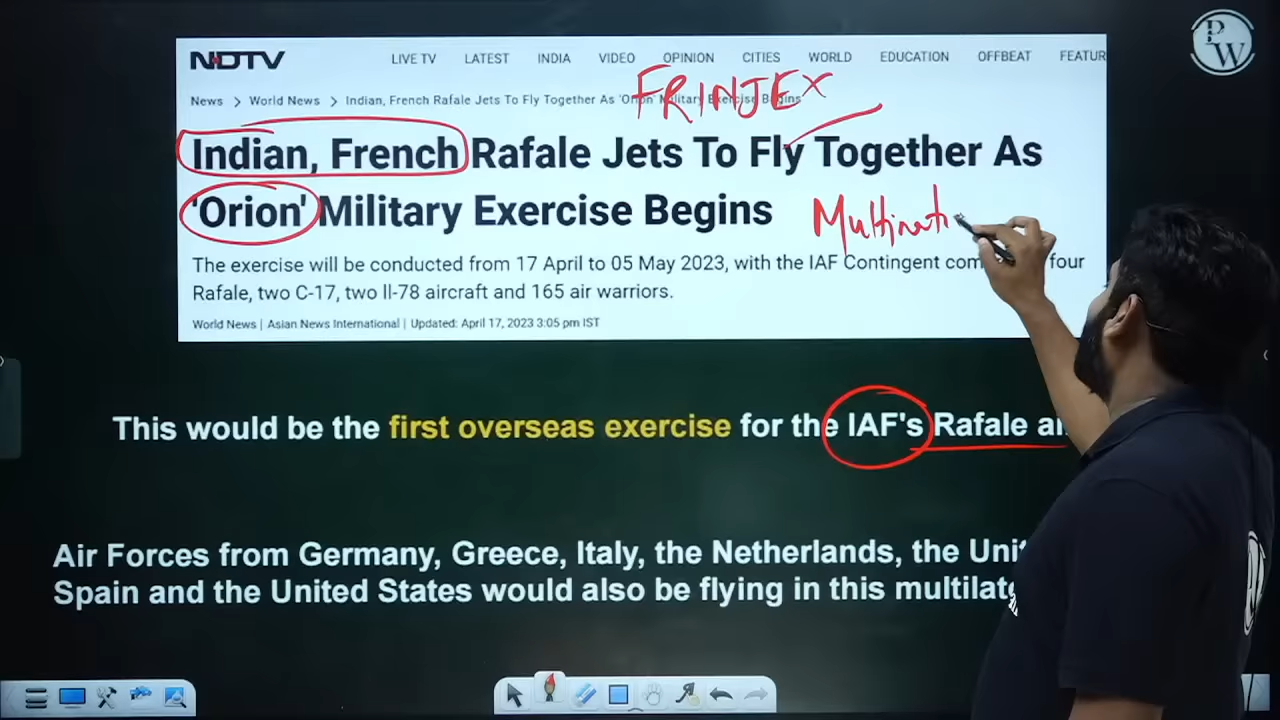 P
W
NDTV
LIVE TV LATEST INDIA VIDEO OPINION CITIES WORLD EDUCATION OFFBEAT FEATUR
FRINJEX
News > World News > Indian, French Rafale Jets To Fly Together As 'Orion' Military Exercise Begins
Indian, French Rafale Jets To Fly Together As
'Orion' Military Exercise Begins
Multinati
The exercise will be conducted from 17 April to 05 May 2023, with the IAF Contingent com four
Rafale, two C-17, two Il-78 aircraft and 165 air warriors.
World News | Asian News International | Updated: April 17, 2023 3:05 pm IST
This would be the first overseas exercise for the IAF's Rafale
Air Forces from Germany, Greece, Italy, the Netherlands, the Unit
Spain and the United States would also be flying in this multilat